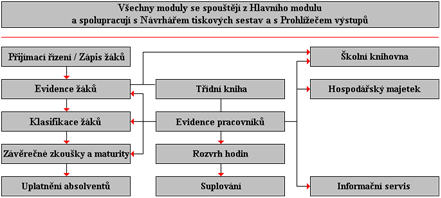 Všechny moduly se spouštějí z Hlavního modulu
a spolupracují s Návrhářem tiskových sestav a s Prohlížečem výstupů
Přijímací řízení / Zápis žáků
Školní knihovna
Evidence žáků
Třídní kniha
Hospodářský majetek
Klasifikace žáků
Evidence pracovníků
Závěrečné zkoušky a maturity
Rozvrh hodin
Uplatnění absolventů
Suplování
Informační servis